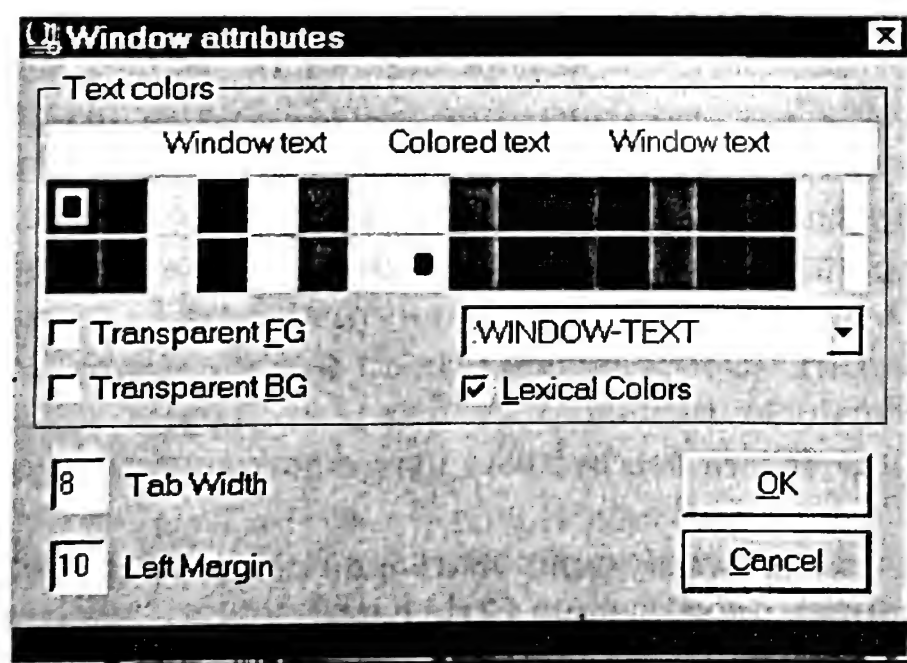 Window attributes
Text colors
Window text Colored text Window text
Transparent FG :WINDOW-TEXT
Transparent BG Lexical Colors
8 Tab Width OK
10 Left Margin Cancel